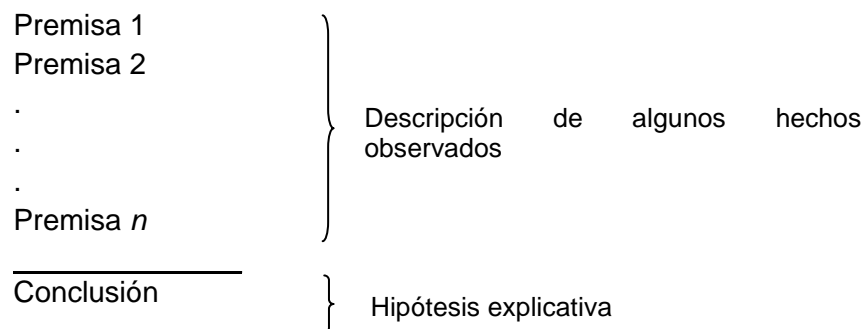 Premisa 1
Premisa 2
.
.
.
Premisa n
Descripción de algunos hechos
observados
Conclusión
Hipótesis explicativa